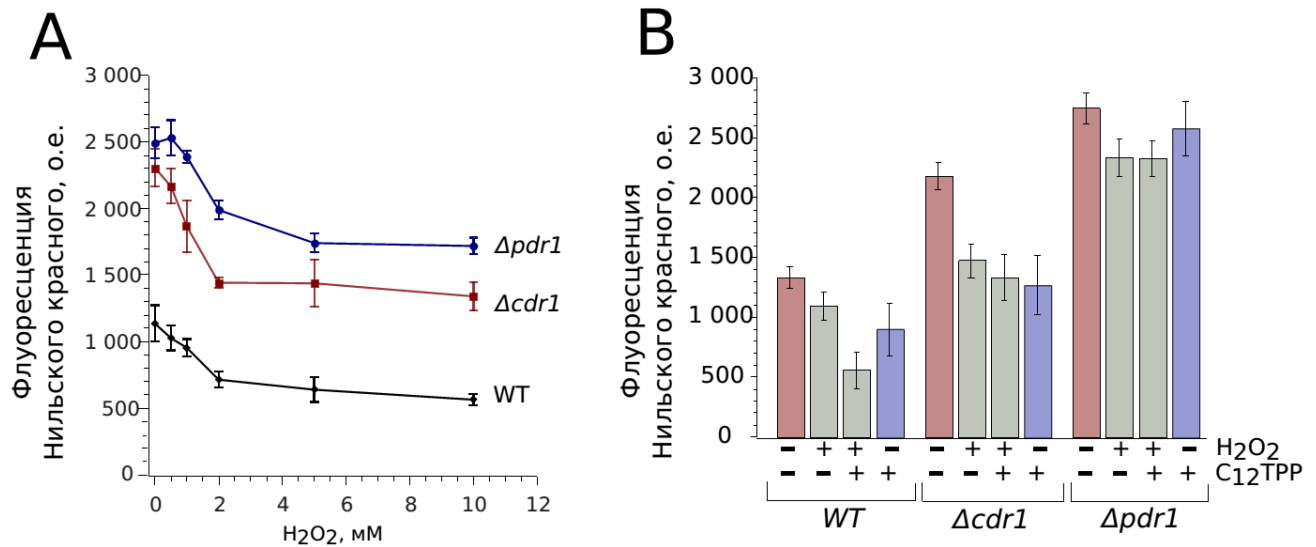 A
B
Флуоресценция
Нильского красного, о.е.
3 000
2 500
2 000
1 500
1 000
500
0
Δpdr1
Δcdr1
WT
0 2 4 6 8 10 12
H2O2, мМ
Флуоресценция
Нильского красного, о.е.
3 000
2 500
2 000
1 500
1 000
500
0
- + + - - + + - - + + - H2O2
- - + + - - + + - - + + C12TPP
WT Δcdr1 Δpdr1